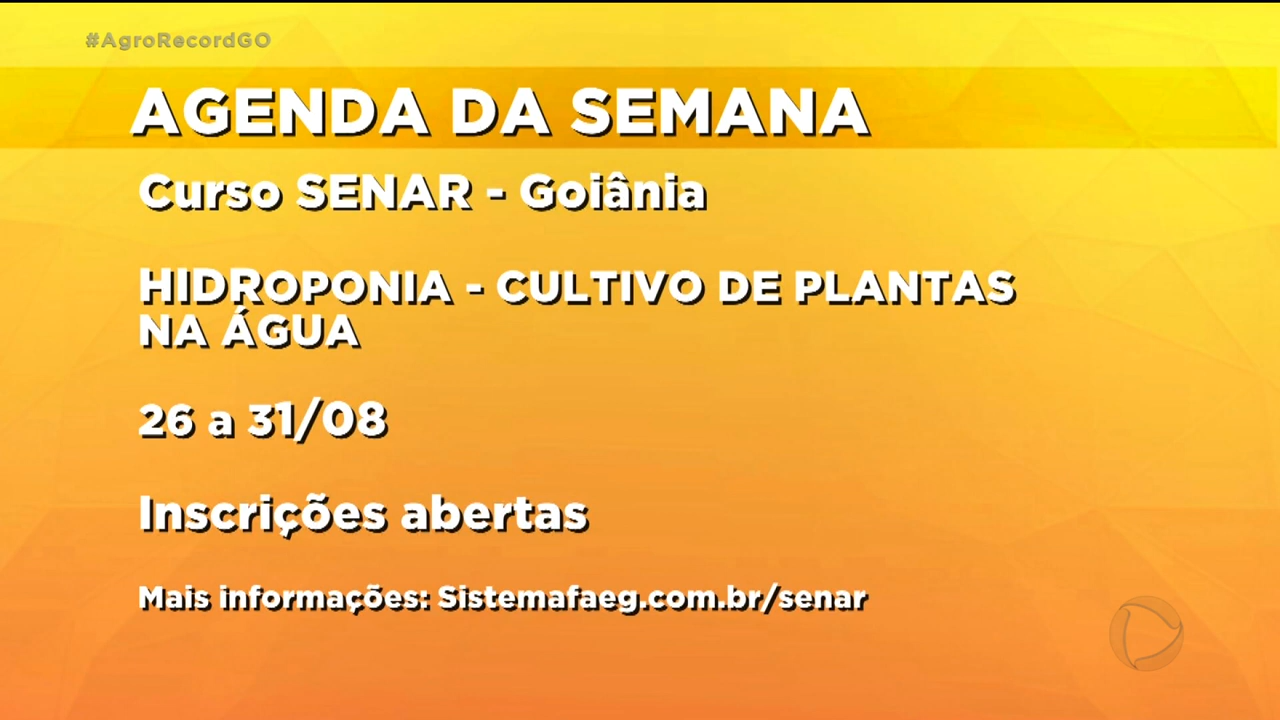 #AgroRecordGO
AGENDA DA SEMANA
Curso SENAR - Goiânia
HIDROPONIA - CULTIVO DE PLANTAS
NA ÁGUA
26 a 31/08
Inscrições abertas
Mais informações: Sistemafaeg.com.br/senar